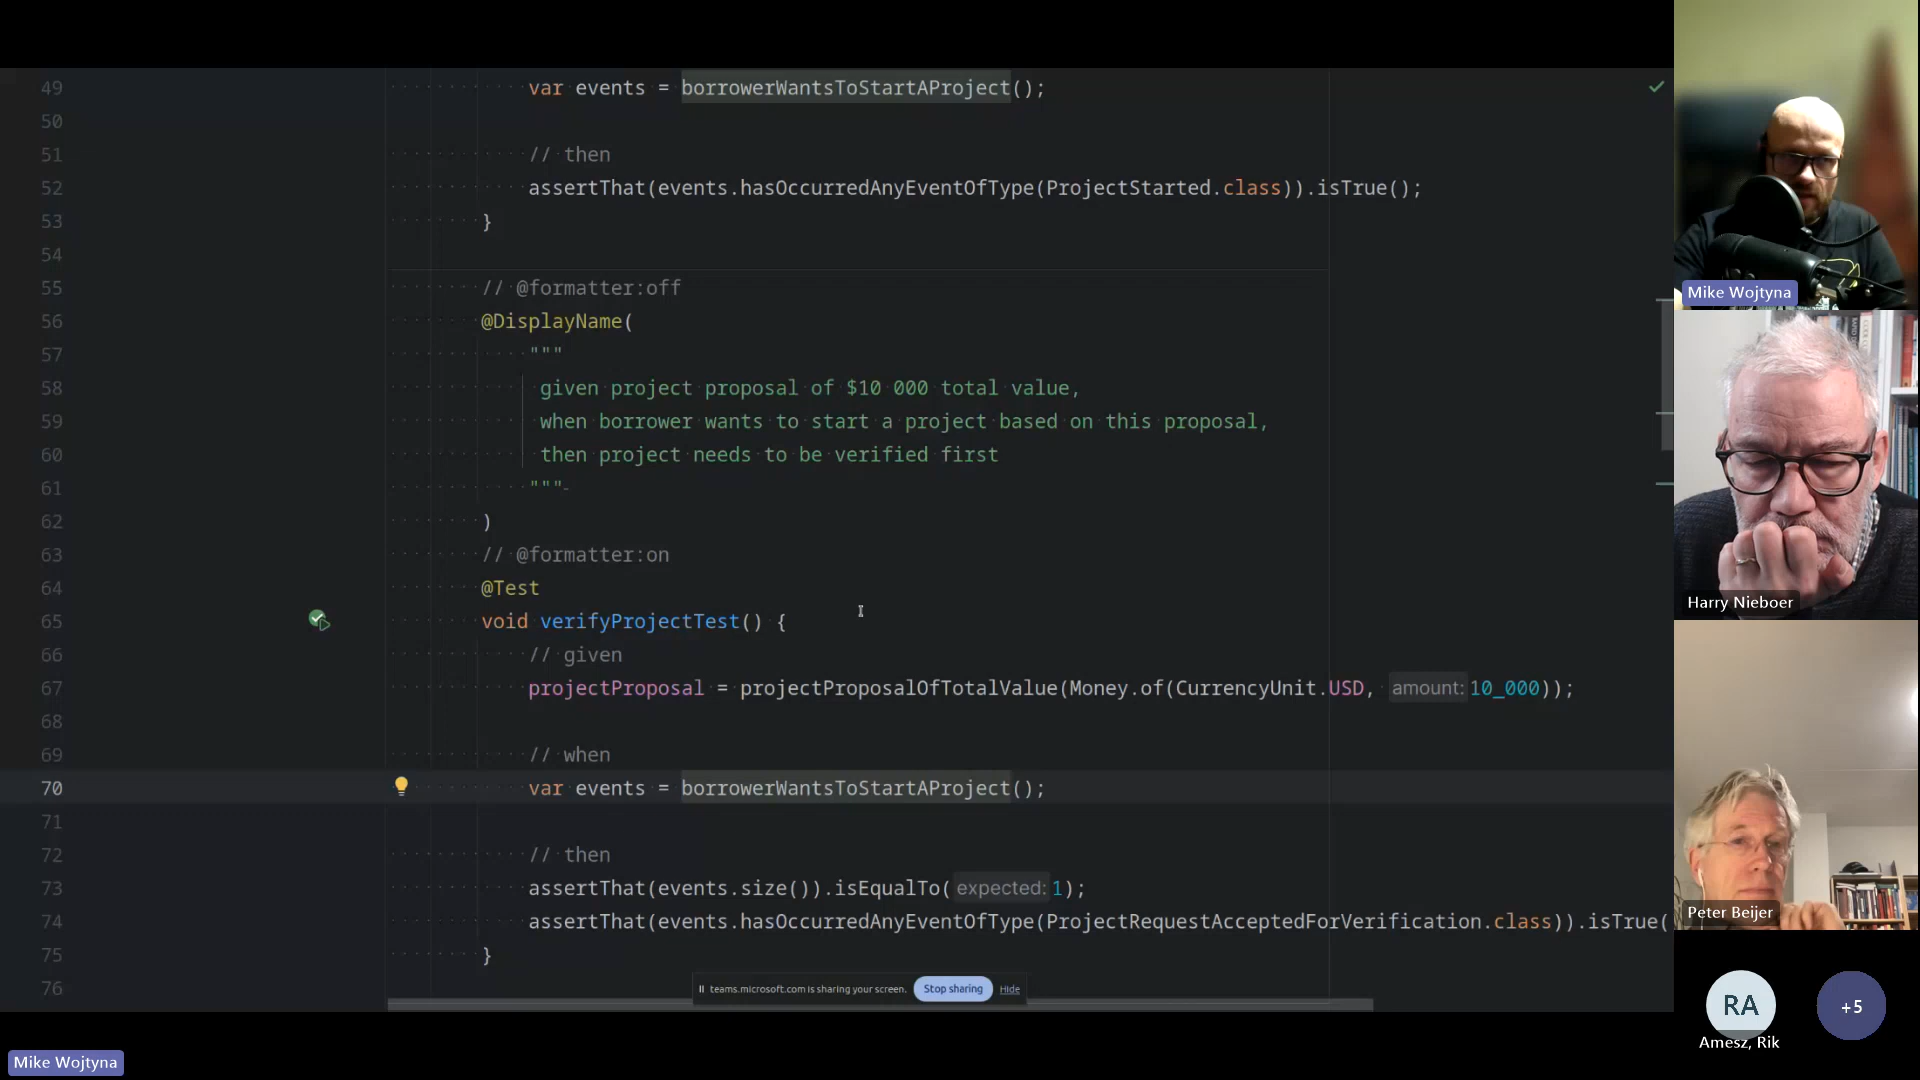 49 var events = borrowerWantsToStartAProject();
50
51 // then
52 assertThat(events.hasOccurredAnyEventOfType(ProjectStarted.class)).isTrue();
53 }
54
55 // @formatter:off
56 @DisplayName(
57 """
58 given project proposal of $10 000 total value,
59 when borrower wants to start a project based on this proposal,
60 then project needs to be verified first
61 """
62 )
63 // @formatter:on
64 @Test
65 void verifyProjectTest() {
66 // given
67 projectProposal = projectProposalOfTotalValue(Money.of(CurrencyUnit.USD, amount: 10_000));
68
69 // when
70 var events = borrowerWantsToStartAProject();
71
72 // then
73 assertThat(events.size()).isEqualTo( expected: 1);
74 assertThat(events.hasOccurredAnyEventOfType(ProjectRequestAcceptedForVerification.class)).isTrue(
75 }
76
teams.microsoft.com is sharing your screen. Stop sharing Hide
Mike Wojtyna
Mike Wojtyna
Harry Nieboer
Peter Beijer
RA
+5
Amesz, Rik